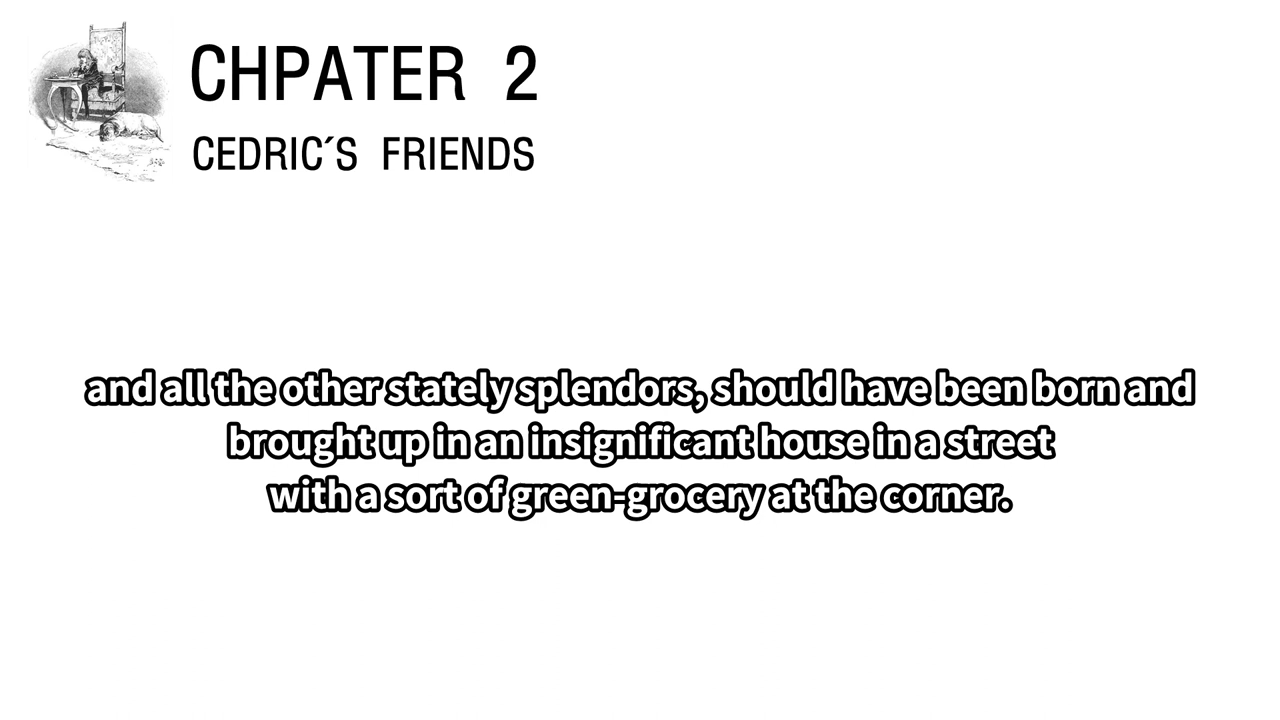 CHPATER 2
CEDRIC´S FRIENDS
and all the other stately splendors, should have been born and
brought up in an insignificant house in a street
with a sort of green-grocery at the corner.